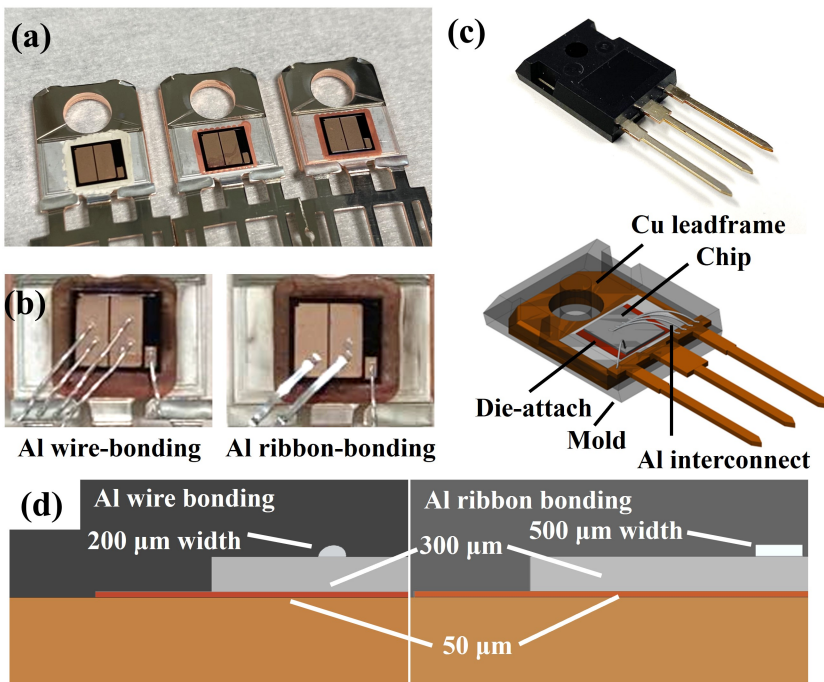 (a)
(c)
Cu leadframe
Chip
(b)
Die-attach
Mold
Al interconnect
Al wire-bonding
Al ribbon-bonding
(d)
Al wire bonding
Al ribbon bonding
200 μm width
300 μm
500 μm width
50 μm